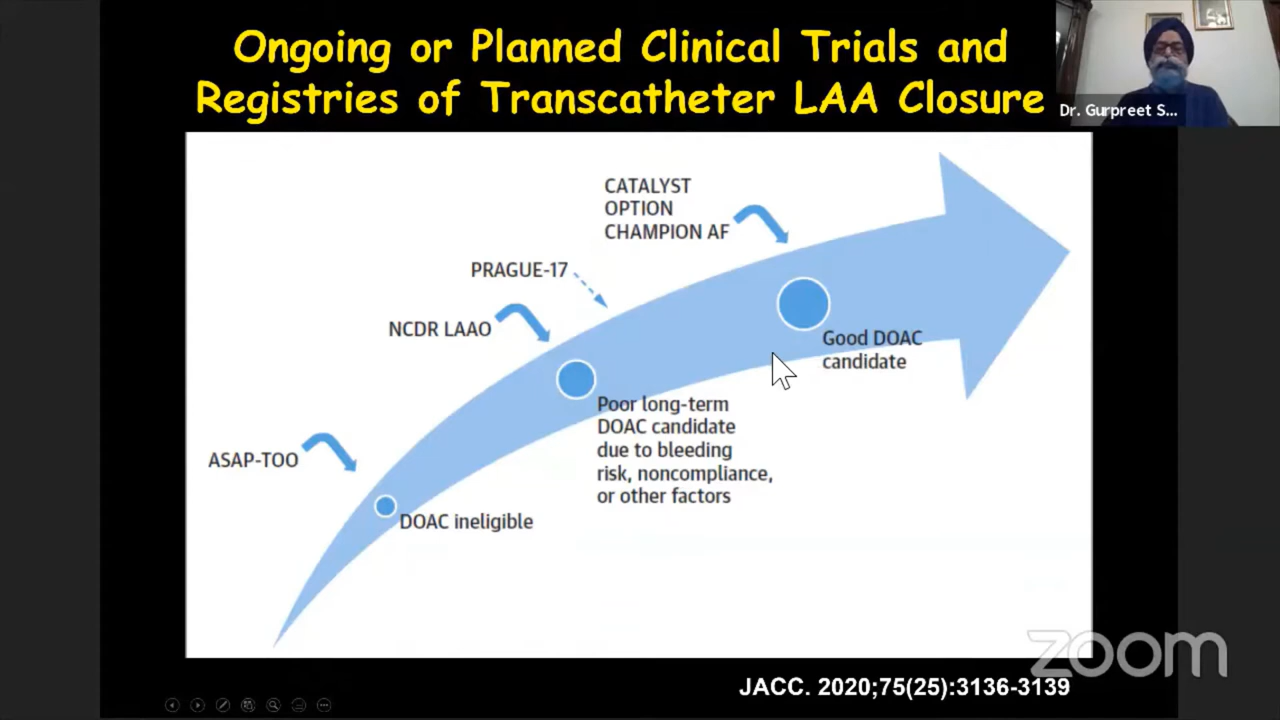 Ongoing or Planned Clinical Trials and
Registries of Transcatheter LAA Closure
Dr. Gurpreet S...
CATALYST
OPTION
CHAMPION AF
PRAGUE-17
NCDR LAAO
Good DOAC
candidate
Poor long-term
DOAC candidate
due to bleeding
risk, noncompliance,
or other factors
ASAP-TOO
DOAC ineligible
zoom
JACC. 2020;75(25):3136-3139